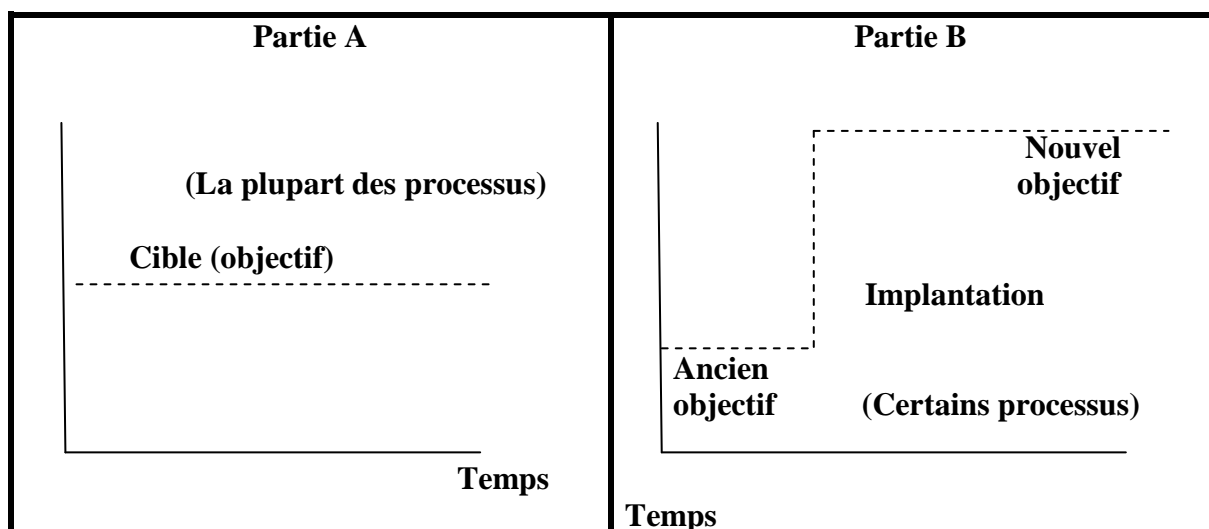 Partie A
(La plupart des processus)
Cible (objectif)
Temps
Partie B
Nouvel
objectif
Implantation
Ancien
objectif
(Certains processus)
Temps